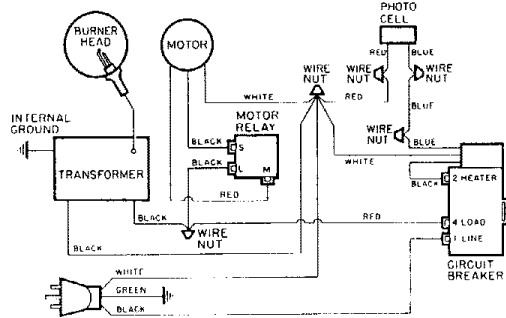 PHOTO
CELL
BURNER
HEAD
MOTOR
RED
BLUE
WIRE
NUT
WIRE
NUT
WIRE
NUT
WHITE
RED
BLUE
MOTOR
RELAY
WIRE
NUT
INTERNAL
GROUND
BLACK
S
BLUE
BLACK
L
M
WHITE
TRANSFORMER
RED
BLACK
2 HEATER
BLACK
RED
4 LOAD
WIRE
NUT
BLACK
1 LINE
CIRCUIT
BREAKER
WHITE
GREEN
BLACK